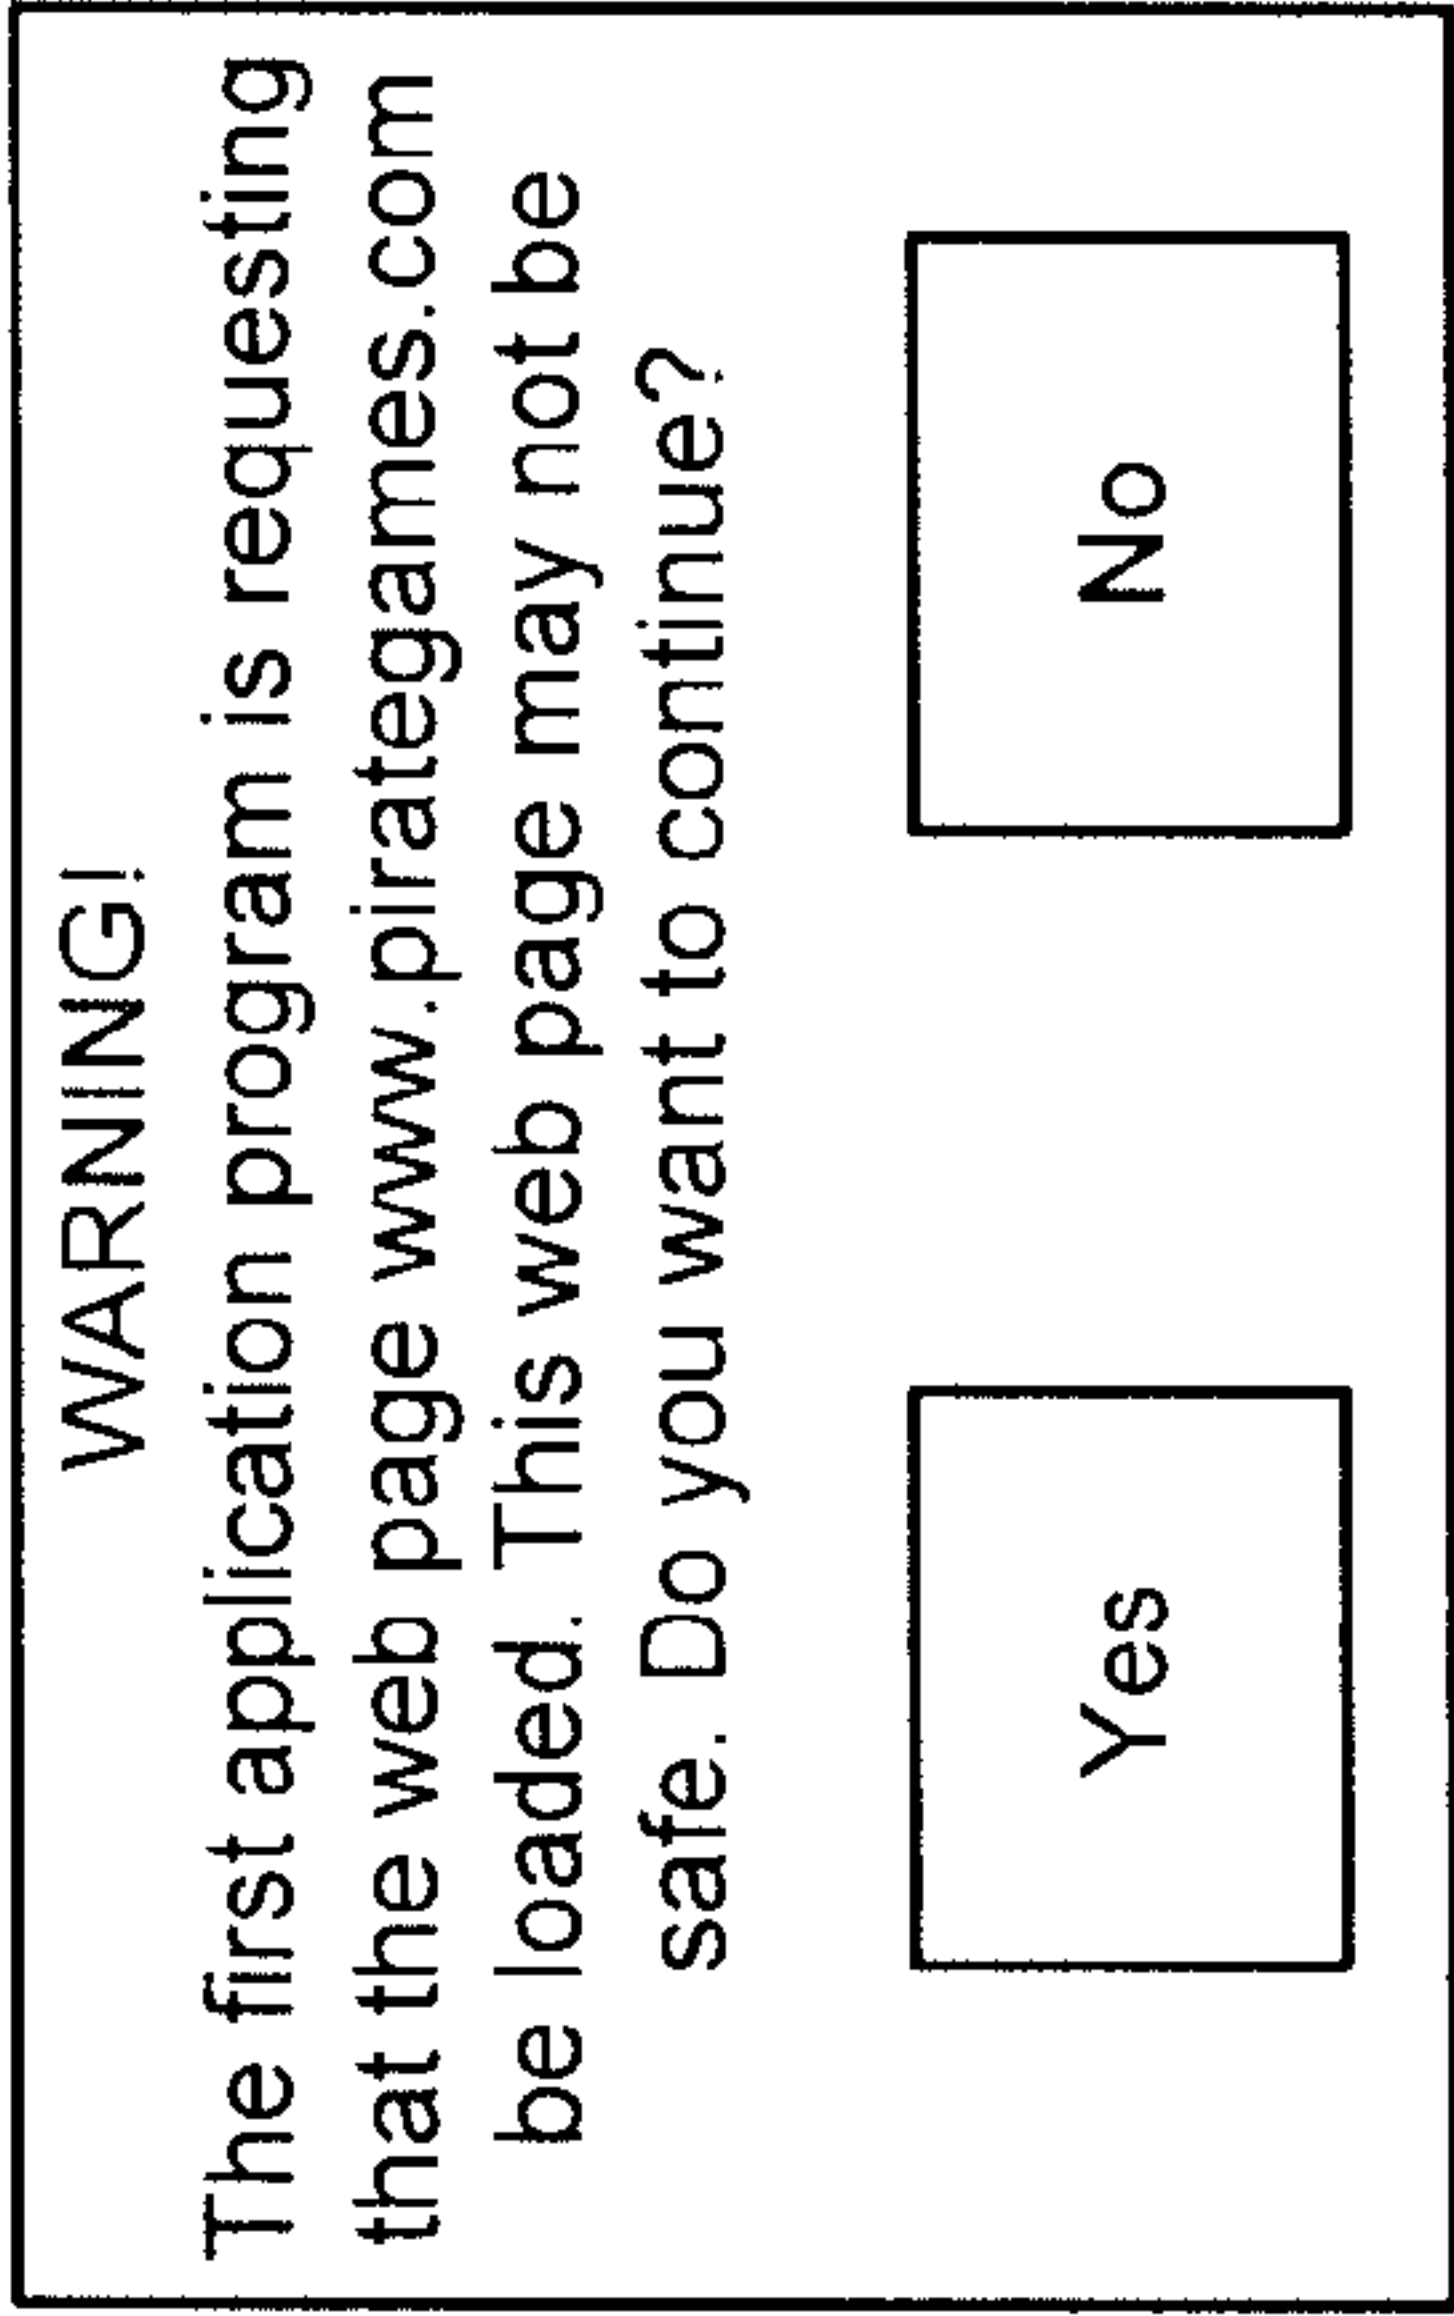 WARNING!
The first application program is requesting
that the web page www.pirategames.com
be loaded. This web page may not be
safe. Do you want to continue?
Yes
No